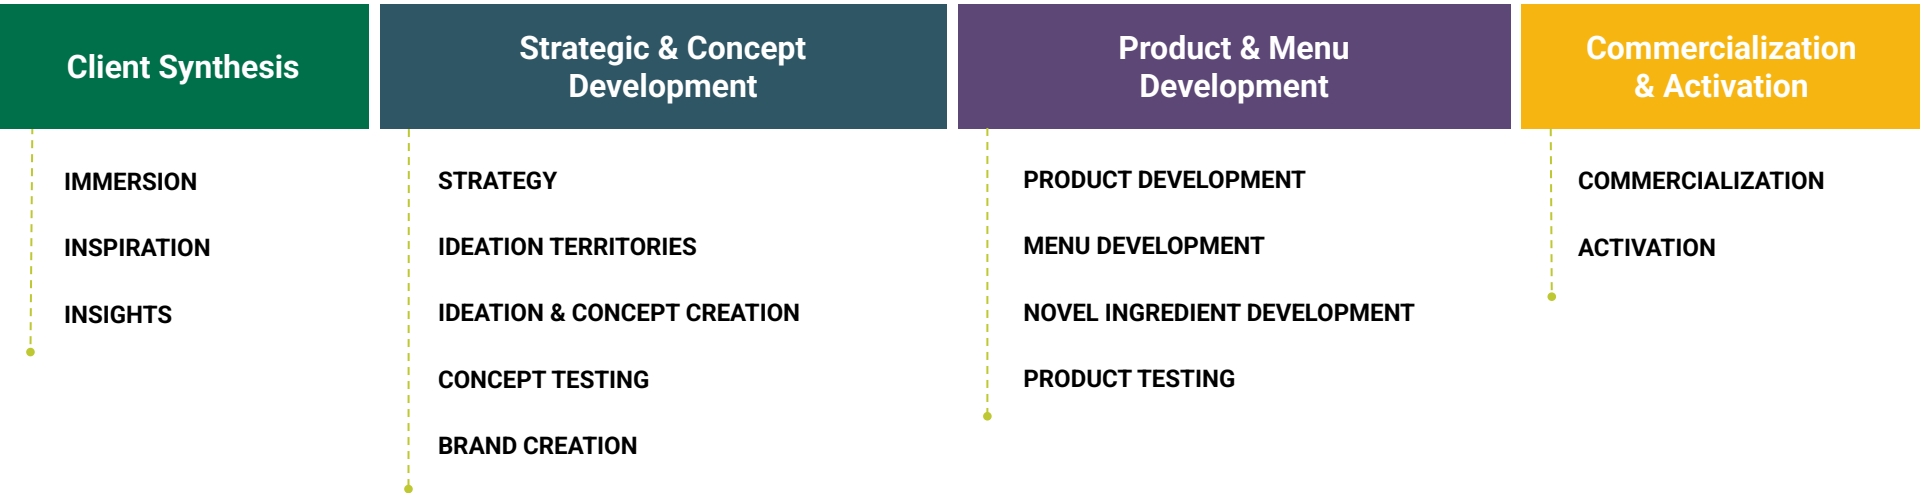 Client Synthesis
IMMERSION
INSPIRATION
INSIGHTS
Strategic & Concept
Development
STRATEGY
IDEATION TERRITORIES
IDEATION & CONCEPT CREATION
CONCEPT TESTING
BRAND CREATION
Product & Menu
Development
PRODUCT DEVELOPMENT
MENU DEVELOPMENT
NOVEL INGREDIENT DEVELOPMENT
PRODUCT TESTING
Commercialization
& Activation
COMMERCIALIZATION
ACTIVATION